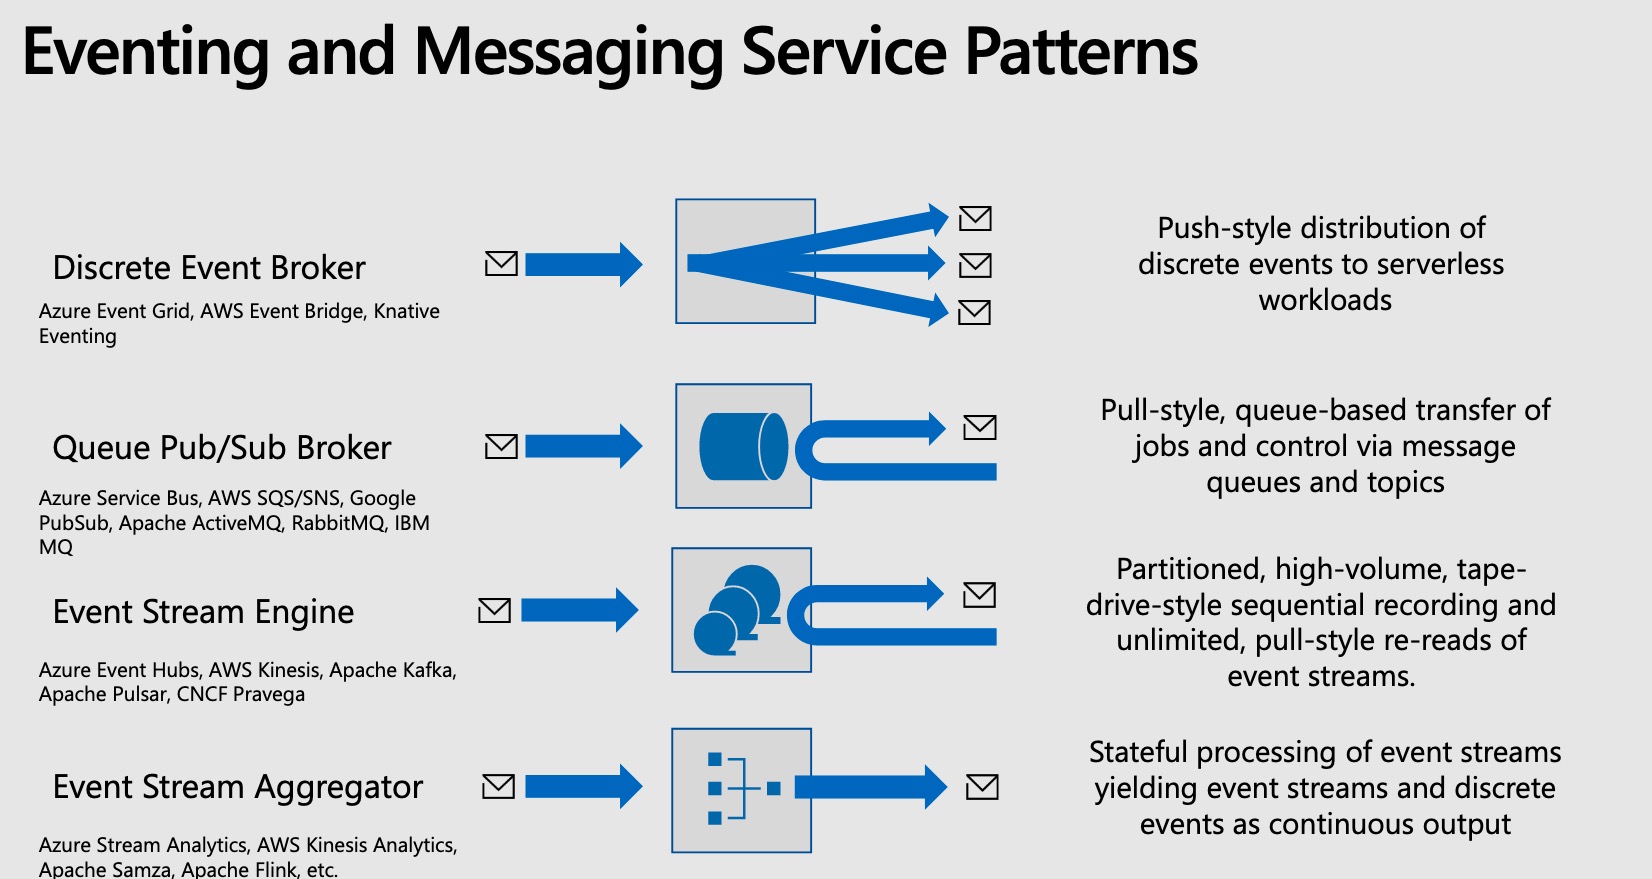 Eventing and Messaging Service Patterns
Discrete Event Broker
Azure Event Grid, AWS Event Bridge, Knative
Eventing
Push-style distribution of
discrete events to serverless
workloads
Queue Pub/Sub Broker
Azure Service Bus, AWS SQS/SNS, Google
PubSub, Apache ActiveMQ, RabbitMQ, IBM
MQ
Pull-style, queue-based transfer of
jobs and control via message
queues and topics
Event Stream Engine
Azure Event Hubs, AWS Kinesis, Apache Kafka,
Apache Pulsar, CNCF Pravega
Partitioned, high-volume, tape-
drive-style sequential recording and
unlimited, pull-style re-reads of
event streams.
Event Stream Aggregator
Azure Stream Analytics, AWS Kinesis Analytics,
Apache Samza, Apache Flink, etc.
Stateful processing of event streams
yielding event streams and discrete
events as continuous output